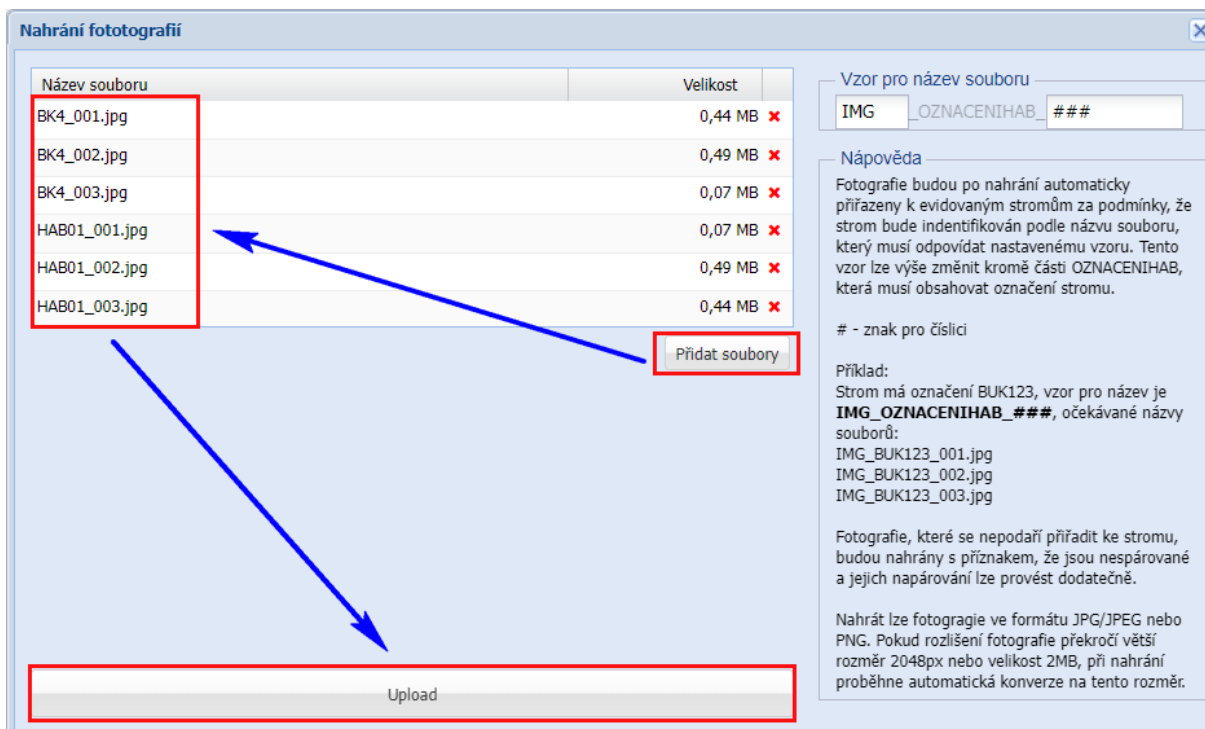 Nahrání fototografií
Název souboru Velikost
BK4_001.jpg 0,44 MB
BK4_002.jpg 0,49 MB
BK4_003.jpg 0,07 MB
HAB01_001.jpg 0,07 MB
HAB01_002.jpg 0,49 MB
HAB01_003.jpg 0,44 MB
Přidat soubory
Upload
Vzor pro název souboru
IMG _OZNACENIHAB_ ###
Nápověda
Fotografie budou po nahrání automaticky
přiřazeny k evidovaným stromům za podmínky, že
strom bude indentifikován podle názvu souboru,
který musí odpovídat nastavenému vzoru. Tento
vzor lze výše změnit kromě části OZNACENIHAB,
která musí obsahovat označení stromu.
# - znak pro číslici
Příklad:
Strom má označení BUK123, vzor pro název je
IMG_OZNACENIHAB_###, očekávané názvy
souborů:
IMG_BUK123_001.jpg
IMG_BUK123_002.jpg
IMG_BUK123_003.jpg
Fotografie, které se nepodaří přiřadit ke stromu,
budou nahrány s příznakem, že jsou nespárované
a jejich napárování lze provést dodatečně.
Nahrát lze fotogragie ve formátu JPG/JPEG nebo
PNG. Pokud rozlišení fotografie překročí větší
rozměr 2048px nebo velikost 2MB, při nahrání
proběhne automatická konverze na tento rozměr.